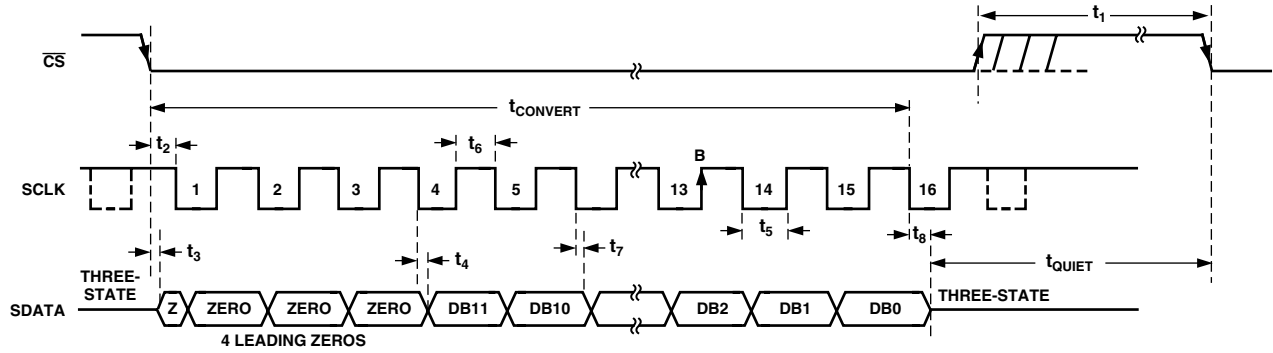 t1
CS
tCONVERT
t2
t6
B
SCLK
1
2
3
4
5
13
14
15
16
t3
t4
t7
t5
t8
tQUIET
THREE-
STATE
THREE-STATE
SDATA
Z
ZERO
ZERO
ZERO
DB11
DB10
DB2
DB1
DB0
4 LEADING ZEROS